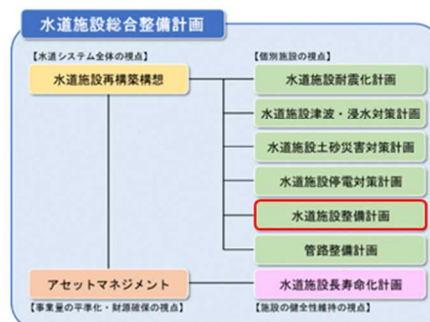 水道施設総合整備計画
【水道システム全体の視点】
【個別施設の視点】
水道施設再構築構想
水道施設耐震化計画
水道施設津波・浸水対策計画
水道施設土砂災害対策計画
水道施設停電対策計画
水道施設整備計画
管路整備計画
アセットマネジメント
水道施設長寿命化計画
【事業量の平準化・財源確保の視点】
【施設の健全性維持の視点】